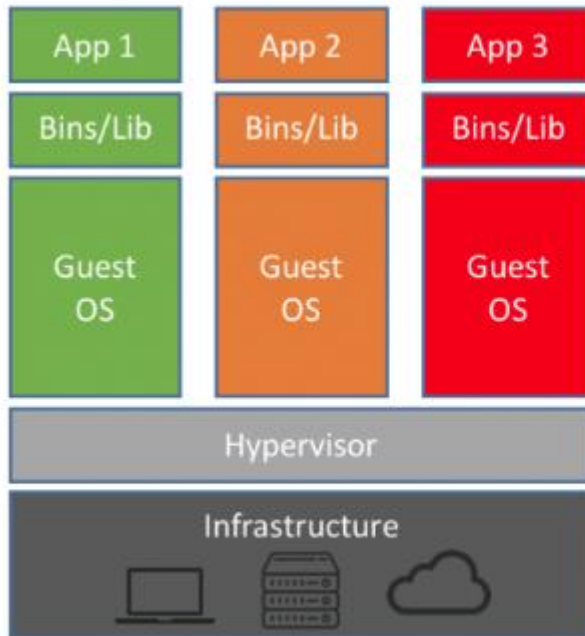 App 1
App 2
App 3
Bins/Lib
Bins/Lib
Bins/Lib
Guest
OS
Guest
OS
Guest
OS
Hypervisor
Infrastructure